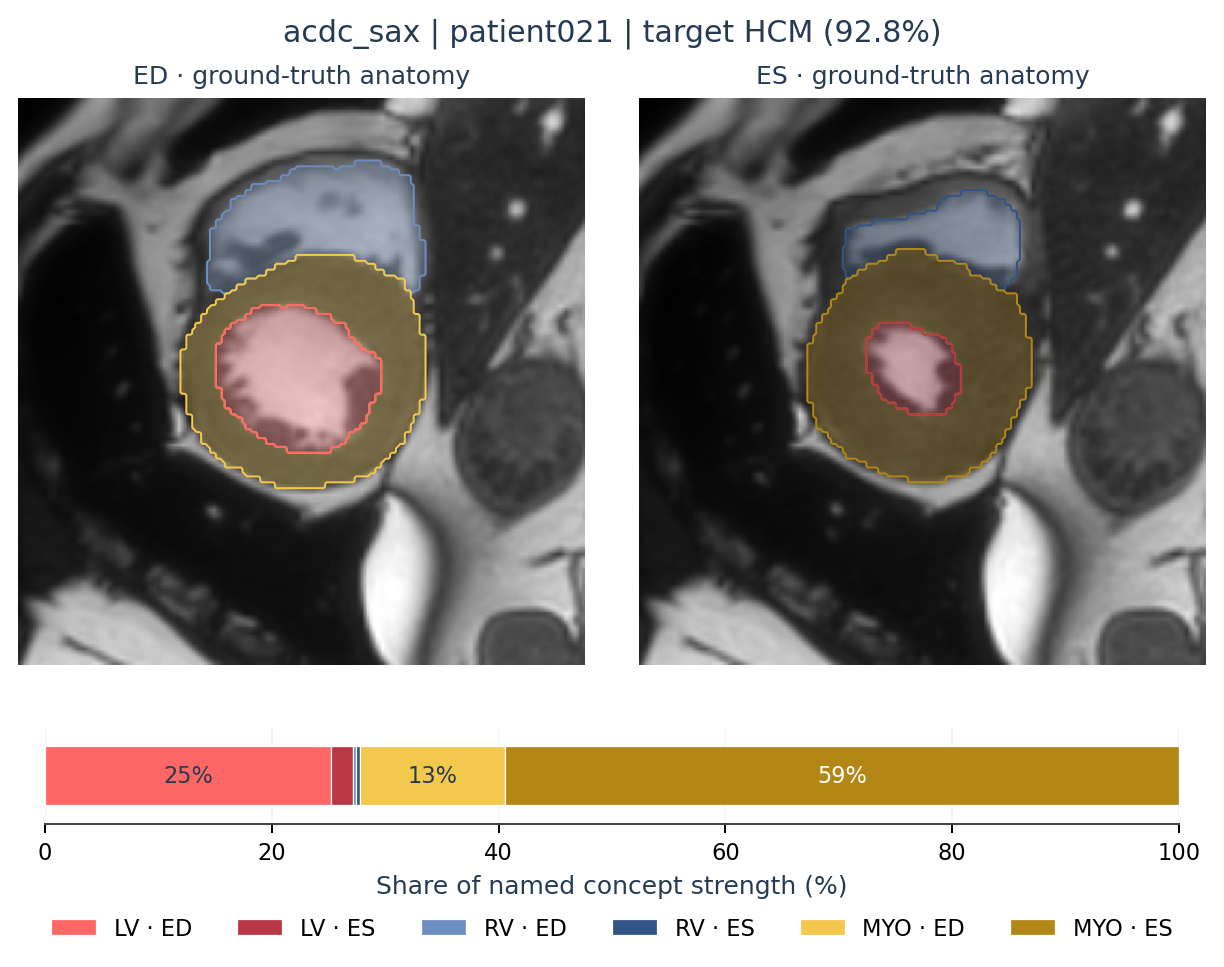 acdc_sax | patient021 | target HCM (92.8%)
ED · ground-truth anatomy
ES · ground-truth anatomy
25%
13%
59%
0
20
40
60
80
100
Share of named concept strength (%)
LV · ED
LV · ES
RV · ED
RV · ES
MYO · ED
MYO · ES